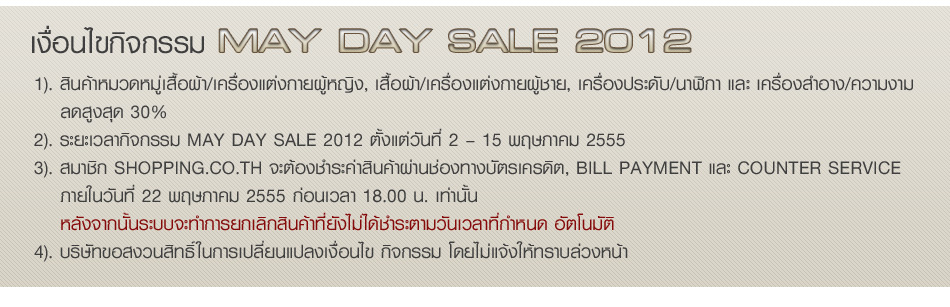 เงื่อนไขกิจกรรม MAY DAY SALE 2012
1). สินค้าหมวดหมู่เสื้อผ้า/เครื่องแต่งกายผู้หญิง, เสื้อผ้า/เครื่องแต่งกายผู้ชาย, เครื่องประดับ/นาฬิกา และ เครื่องสำอาง/ความงาม
ลดสูงสุด 30%
2). ระยะเวลากิจกรรม MAY DAY SALE 2012 ตั้งแต่วันที่ 2 - 15 พฤษภาคม 2555
3). สมาชิก SHOPPING.CO.TH จะต้องชำระค่าสินค้าผ่านช่องทางบัตรเครดิต, BILL PAYMENT และ COUNTER SERVICE
ภายในวันที่ 22 พฤษภาคม 2555 ก่อนเวลา 18.00 น. เท่านั้น
หลังจากนั้นระบบจะทำการยกเลิกสินค้าที่ยังไม่ได้ชำระตามวันเวลาที่กำหนด อัตโนมัติ
4). บริษัทขอสงวนสิทธิ์ในการเปลี่ยนแปลงเงื่อนไข กิจกรรม โดยไม่แจ้งให้ทราบล่วงหน้า